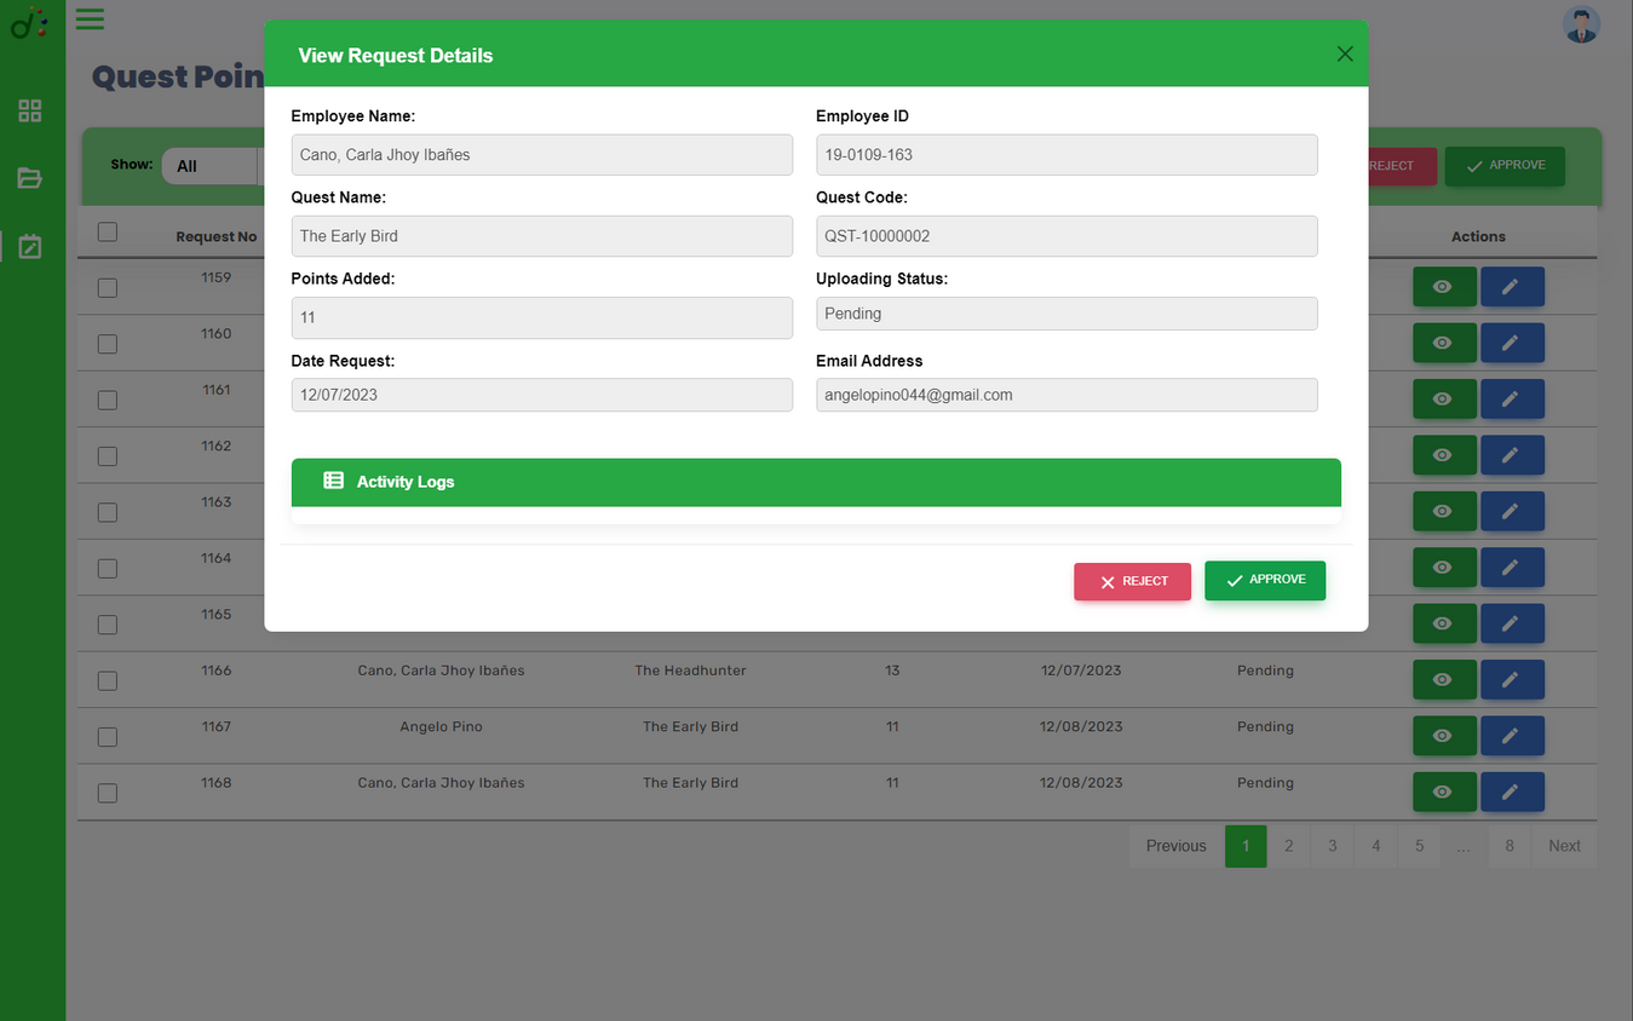 Quest Poin
View Request Details
Employee Name:
Employee ID
Cano, Carla Jhoy Ibañes
19-0109-163
Show:
All
REJECT
APPROVE
Quest Name:
Quest Code:
The Early Bird
QST-10000002
Request No
Actions
Points Added:
Uploading Status:
11
Pending
Date Request:
Email Address
12/07/2023
angelopino044@gmail.com
Activity Logs
REJECT
APPROVE
1159
1160
1161
1162
1163
1164
1165
1166 Cano, Carla Jhoy Ibañes The Headhunter 13 12/07/2023 Pending
1167 Angelo Pino The Early Bird 11 12/08/2023 Pending
1168 Cano, Carla Jhoy Ibañes The Early Bird 11 12/08/2023 Pending
Previous 1 2 3 4 5 ... 8 Next